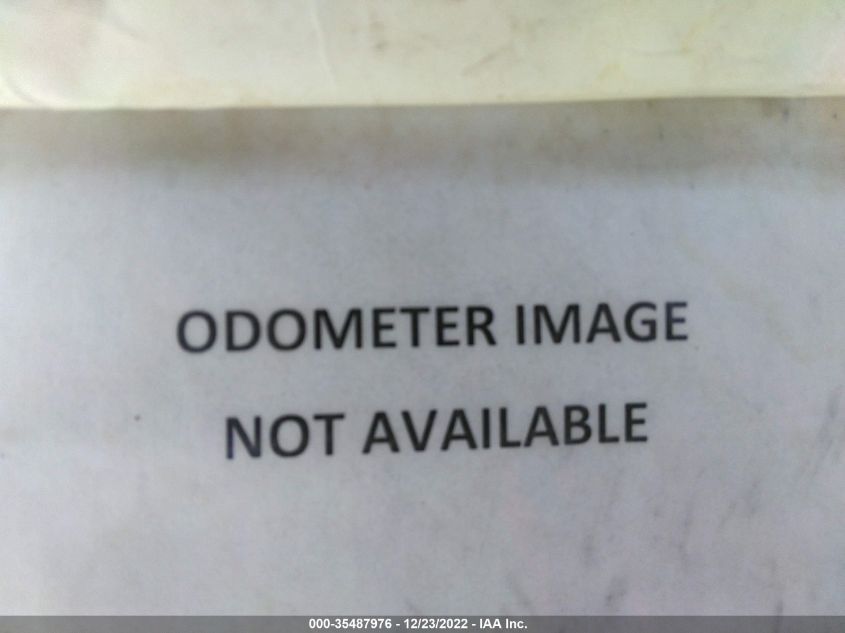 ODOMETER IMAGE
NOT AVAILABLE
000-35487976 - 12/23/2022 - IAA Inc.